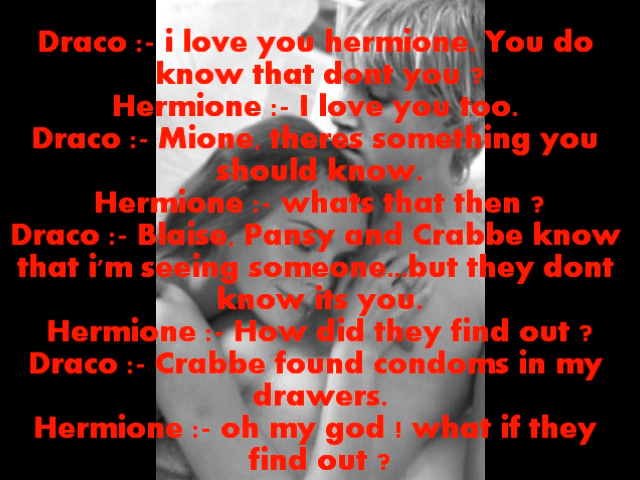 Draco :- i love you hermione. You do
know that dont you ?
Hermione :- I love you too.
Draco :- Mione, theres something you
should know.
Hermione :- whats that then ?
Draco :- Blaise, Pansy and Crabbe know
that i'm seeing someone...but they dont
know its you.
Hermione :- How did they find out ?
Draco :- Crabbe found condoms in my
drawers.
Hermione :- oh my god ! what if they
find out ?